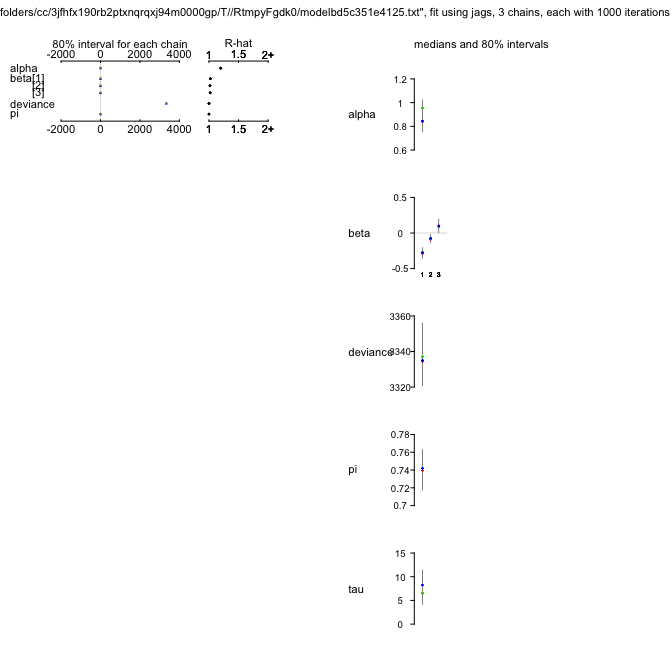 folders/cc/3jfhfx190rb2ptxnqrqxj94m0000gp/T//RtmpyFgdk0/modelbd5c351e4125.txt", fit using jags, 3 chains, each with 1000 iterations
80% interval for each chain R-hat
-2000 0 2000 4000 1 1.5 2+
alpha
beta[1]
[2]
[3]
deviance
pi
-2000 0 2000 4000 1 1.5 2+
medians and 80% intervals
alpha
1.2
1
0.8
0.6
beta
0.5
0
-0.5
1 2 3
deviance
3360
3340
3320
pi
0.78
0.76
0.74
0.72
0.7
tau
15
10
5
0